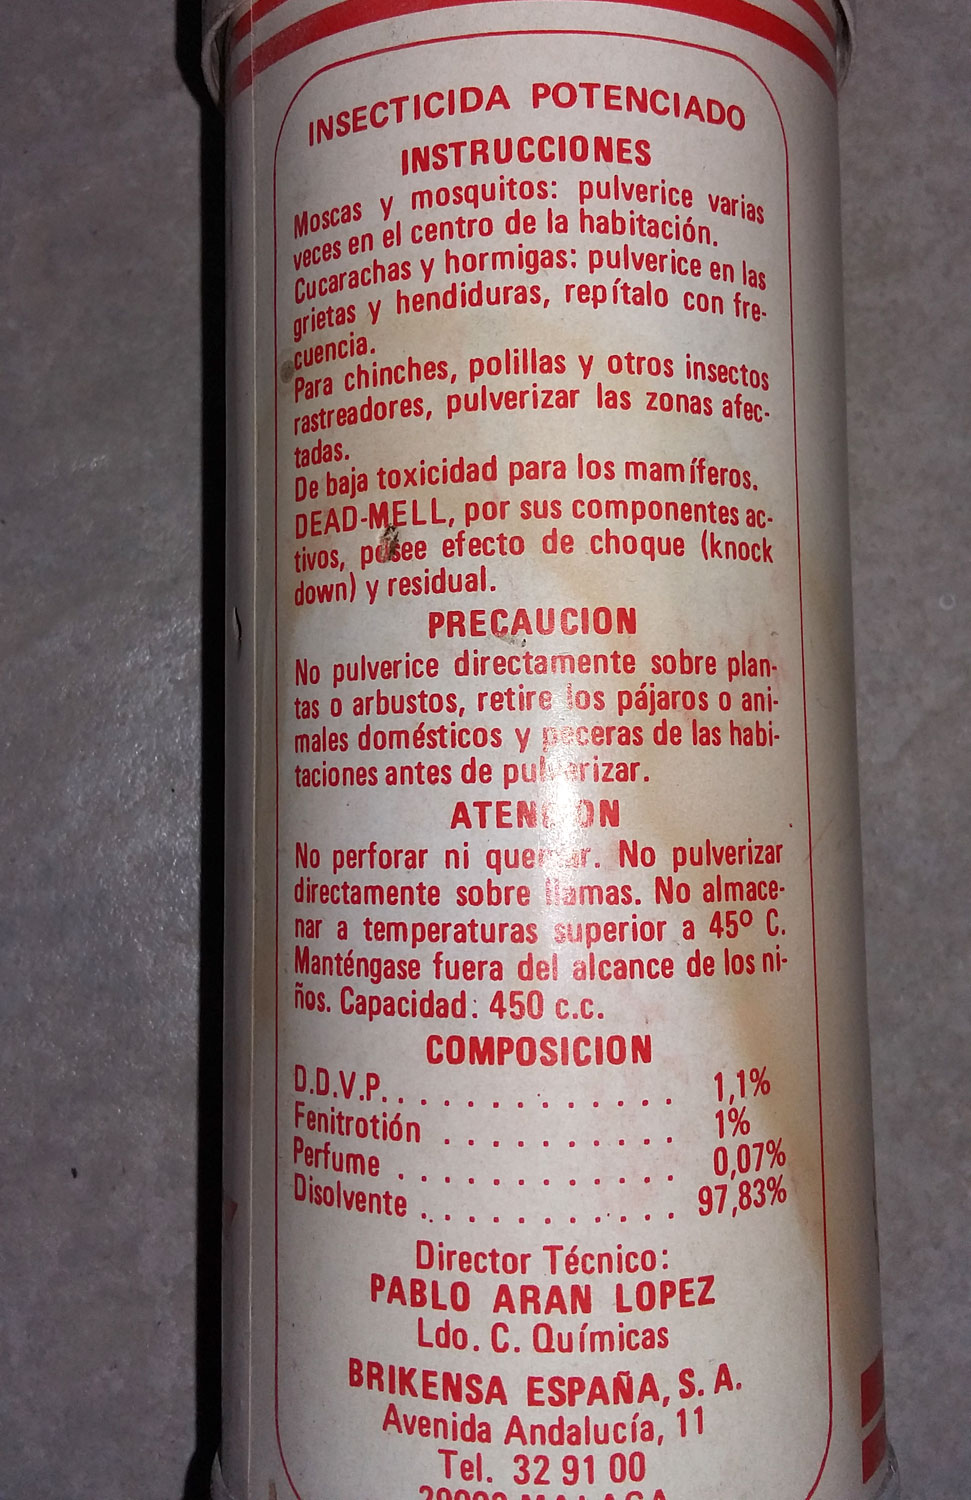 INSECTICIDA POTENCIADO
INSTRUCCIONES
Moscas y mosquitos: pulverice varias
veces en el centro de la habitación.
Cucarachas y hormigas: pulverice en las
grietas y hendiduras, repítalo con fre-
cuencia.
Para chinches, polillas y otros insectos
rastreadores, pulverizar las zonas afec-
tadas.
De baja toxicidad para los mamíferos.
DEAD-MELL, por sus componentes ac-
tivos, posee efecto de choque (knock
down) y residual.
PRECAUCION
No pulverice directamente sobre plan-
tas o arbustos, retire los pájaros o ani-
males domésticos y peceras de las habi-
taciones antes de pulverizar.
ATENCION
No perforar ni quemar. No pulverizar
directamente sobre llamas. No almace-
nar a temperaturas superior a 45º C.
Manténgase fuera del alcance de los ni-
ños. Capacidad: 450 c.c.
COMPOSICION
D.D.V.P. . . . . . . . . . . . . 1,1%
Fenitrotión . . . . . . . . . . 1%
Perfume . . . . . . . . . . . . 0,07%
Disolvente . . . . . . . . . . . 97,83%
Director Técnico:
PABLO ARAN LOPEZ
Ldo. C. Químicas
BRIKENSA ESPAÑA, S. A.
Avenida Andalucía, 11
Tel. 32 91 00
MALAGA